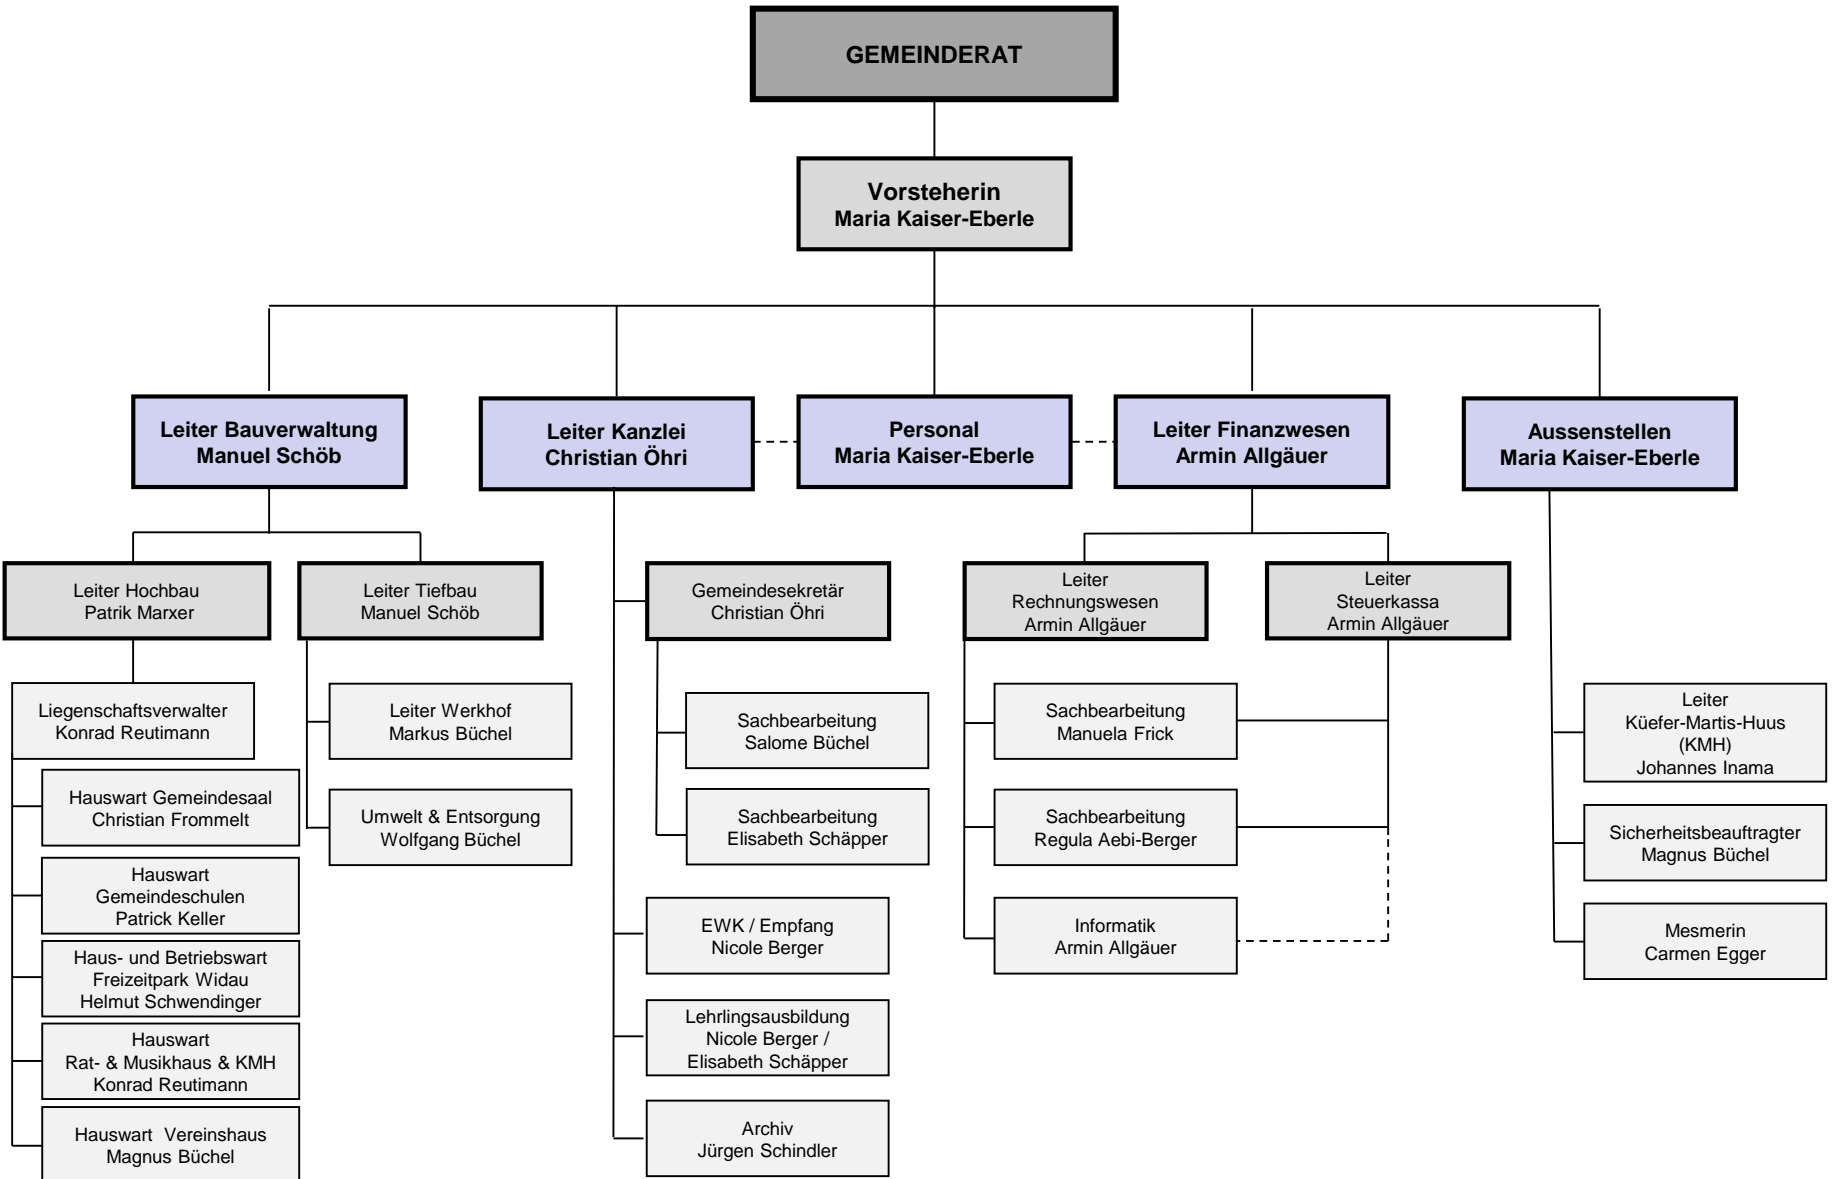 GEMEINDERAT
Vorsteherin
Maria Kaiser-Eberle
Leiter Bauverwaltung
Manuel Schöb
Leiter Kanzlei
Christian Öhri
Personal
Maria Kaiser-Eberle
Leiter Finanzwesen
Armin Allgäuer
Aussenstellen
Maria Kaiser-Eberle
Leiter Hochbau
Patrik Marxer
Leiter Tiefbau
Manuel Schöb
Gemeindesekretär
Christian Öhri
Leiter
Rechnungswesen
Armin Allgäuer
Leiter
Steuerkassa
Armin Allgäuer
Liegenschaftsverwalter
Konrad Reutimann
Hauswart Gemeindesaal
Christian Frommelt
Hauswart
Gemeindeschulen
Patrick Keller
Haus- und Betriebswart
Freizeitpark Widau
Helmut Schwendinger
Hauswart
Rat- & Musikhaus & KMH
Konrad Reutimann
Hauswart Vereinshaus
Magnus Büchel
Leiter Werkhof
Markus Büchel
Umwelt & Entsorgung
Wolfgang Büchel
Sachbearbeitung
Salome Büchel
Sachbearbeitung
Elisabeth Schäpper
EWK / Empfang
Nicole Berger
Lehrlingsausbildung
Nicole Berger /
Elisabeth Schäpper
Archiv
Jürgen Schindler
Sachbearbeitung
Manuela Frick
Sachbearbeitung
Regula Aebi-Berger
Informatik
Armin Allgäuer
Leiter
Küefer-Martis-Huus
(KMH)
Johannes Inama
Sicherheitsbeauftragter
Magnus Büchel
Mesmerin
Carmen Egger